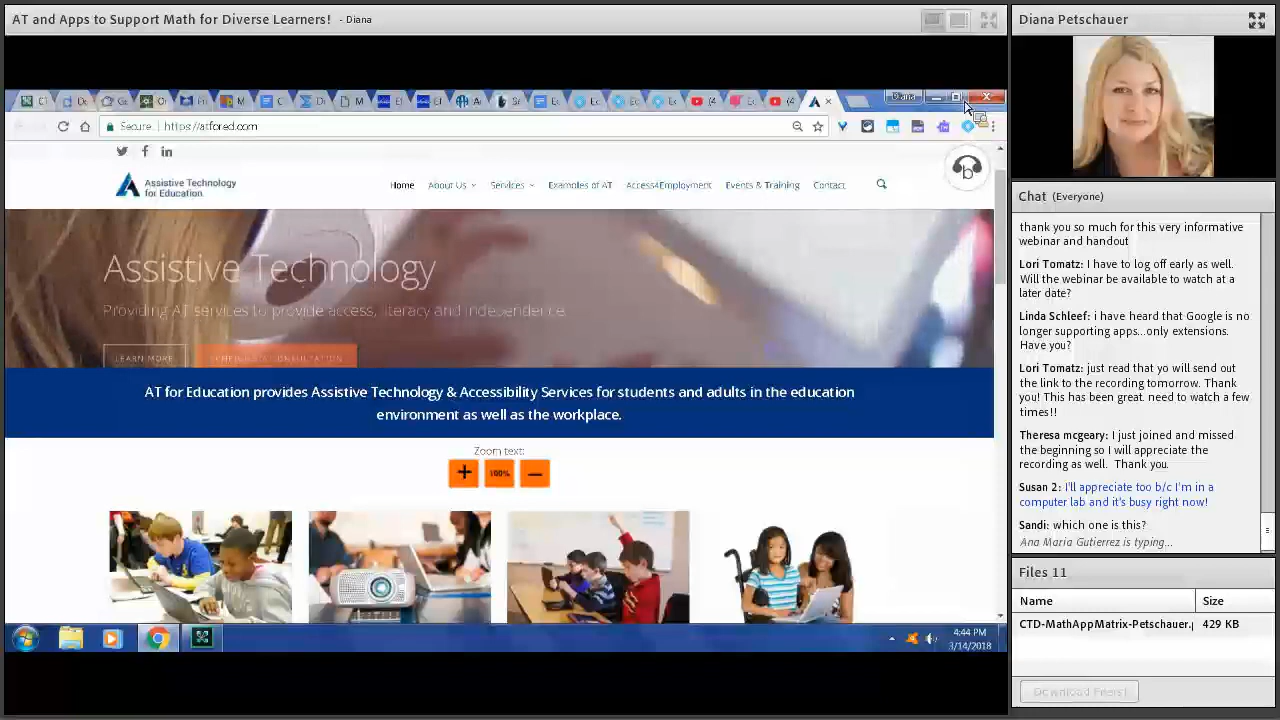 AT and Apps to Support Math for Diverse Learners! - Diana
Diana
Secure https://atfored.com
Assistive Technology
for Education
Home About Us Services Examples of AT Access4Employment Events & Training Contact
Assistive Technology
Providing AT services to provide access, literacy and independence.
LEARN MORE SCHEDULE A CONSULTATION
AT for Education provides Assistive Technology & Accessibility Services for students and adults in the education
environment as well as the workplace.
Zoom text:
+ 100% −
4:44 PM
3/14/2018
Diana Petschauer
Chat (Everyone)
thank you so much for this very informative
webinar and handout
Lori Tomatz: I have to log off early as well.
Will the webinar be available to watch at a
later date?
Linda Schleef: i have heard that Google is no
longer supporting apps...only extensions.
Have you?
Lori Tomatz: just read that yo will send out
the link to the recording tomorrow. Thank
you! This has been great. need to watch a few
times!!
Theresa mcgeary: I just joined and missed
the beginning so I will appreciate the
recording as well. Thank you.
Susan 2: I'll appreciate too b/c I'm in a
computer lab and it's busy right now!
Sandi: which one is this?
Ana Maria Gutierrez is typing...
Files 11
Name Size
CTD-MathAppMatrix-Petschauer.p 429 KB
Download File(s)